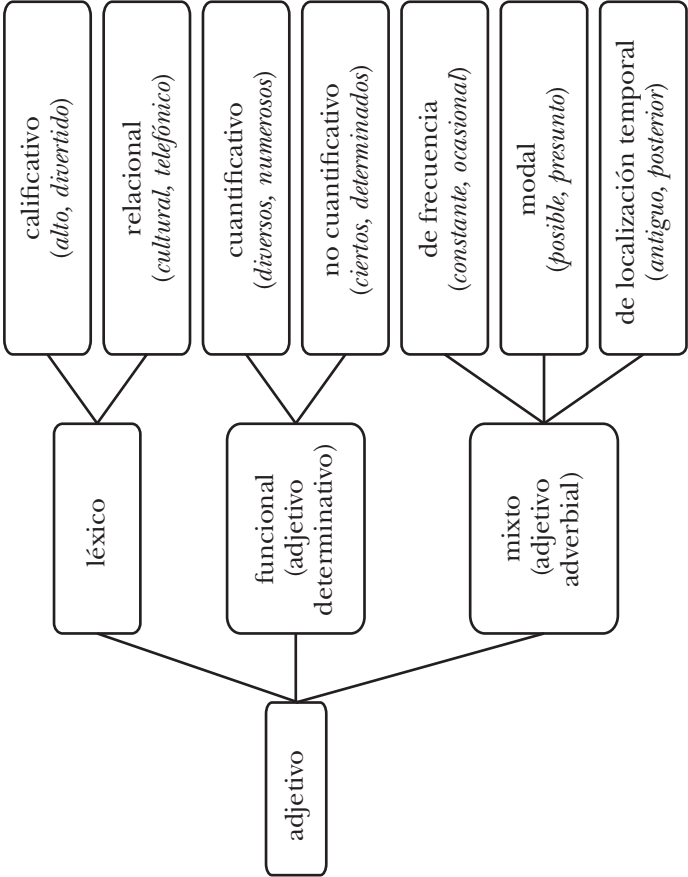 adjetivo
léxico
calificativo
(alto, divertido)
relacional
(cultural, telefónico)
funcional
(adjetivo
determinativo)
cuantificativo
(diversos, numerosos)
no cuantificativo
(ciertos, determinados)
mixto
(adjetivo
adverbial)
de frecuencia
(constante, ocasional)
modal
(posible, presunto)
de localización temporal
(antiguo, posterior)